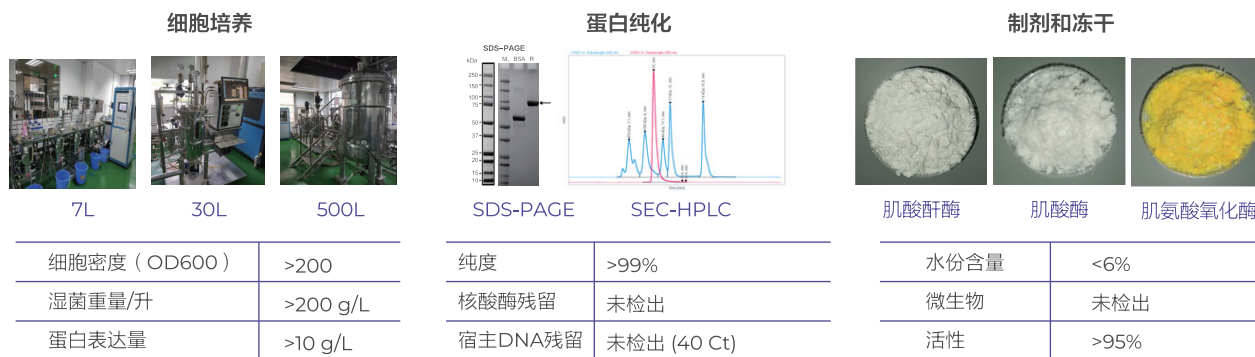 细胞培养
7L
30L
500L
细胞密度（OD600） >200
湿菌重量/升 >200 g/L
蛋白表达量 >10 g/L
蛋白纯化
SDS-PAGE
kDa M, BSA R
250
150
100
75
50
37
25
20
15
10
SDS-PAGE
SEC-HPLC
纯度 >99%
核酸酶残留 未检出
宿主DNA残留 未检出 (40 Ct)
制剂和冻干
肌酸酐酶
肌酸酶
肌氨酸氧化酶
水份含量 <6%
微生物 未检出
活性 >95%